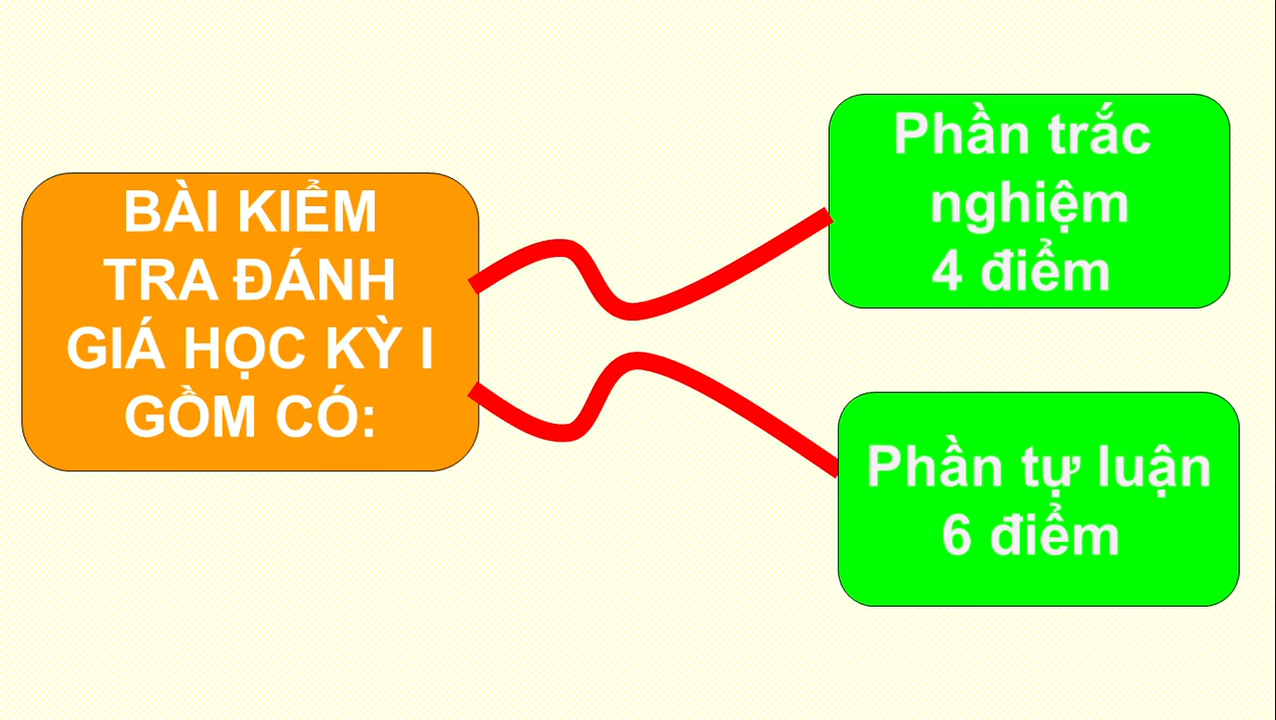 BÀI KIỂM
TRA ĐÁNH
GIÁ HỌC KỲ I
GỒM CÓ:
Phần trắc
nghiệm
4 điểm
Phần tự luận
6 điểm